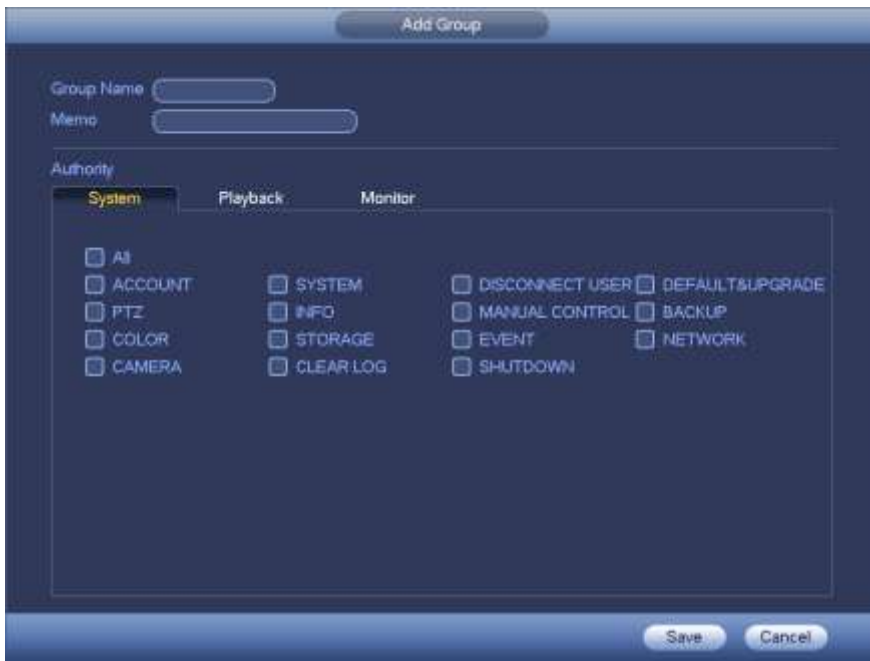 Add Group
Group Name
Memo
Authority
System Playback Monitor
All
ACCOUNT SYSTEM DISCONNECT USER DEFAULT&UPGRADE
PTZ INFO MANUAL CONTROL BACKUP
COLOR STORAGE EVENT NETWORK
CAMERA CLEAR LOG SHUTDOWN
Save Cancel